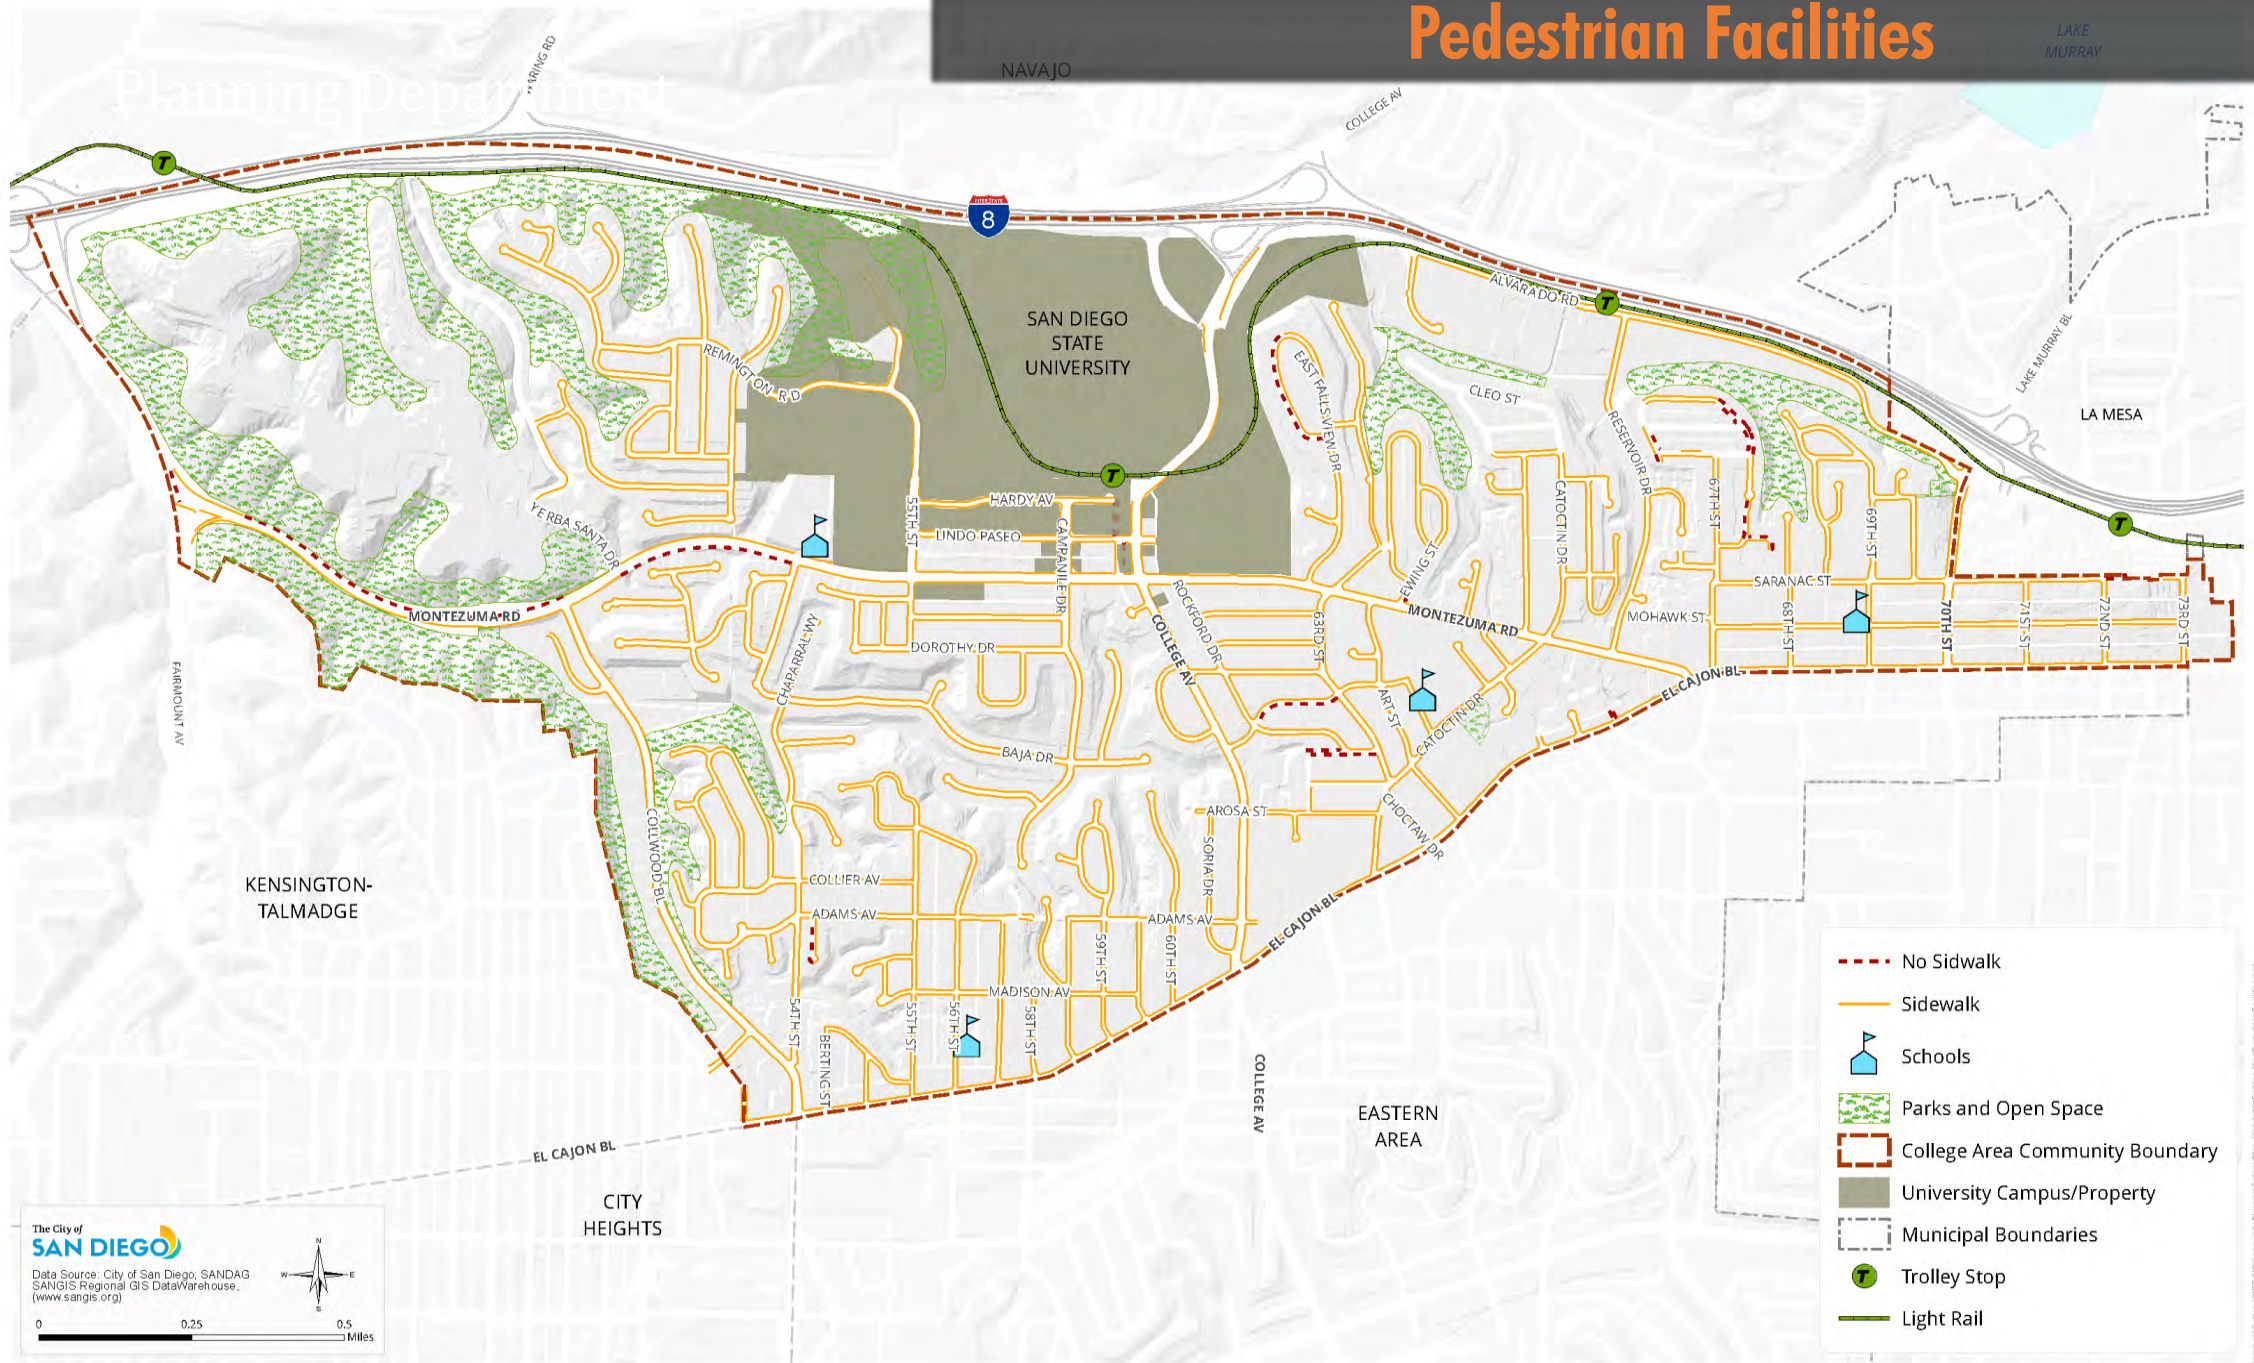 Pedestrian Facilities
LAKE
MURRAY
NAVAJO
Planning Department
WARING RD
COLLEGE AV
INTERSTATE
8
T
T
T
T
ALVARADO RD
LAKE MURRAY BL
LA MESA
SAN DIEGO
STATE
UNIVERSITY
REMINGTON RD
EAST FALLS VIEW DR
CLEO ST
RESERVOIR DR
YERBA SANTA DR
55TH ST
HARDY AV
LINDO PASEO
CAMPANILE DR
CATOCTIN DR
67TH ST
69TH ST
EWING ST
SARANAC ST
MONTEZUMA RD
ROCKFORD DR
MONTEZUMA RD
MOHAWK ST
68TH ST
70TH ST
71ST ST
72ND ST
73RD ST
CHAPARRAL WY
DOROTHY DR
COLLEGE AV
63RD ST
FAIRMOUNT AV
ART ST
CATOCTIN DR
EL CAJON BL
BAJA DR
COLLWOOD BL
AROSA ST
CHOCTAW DR
SORIA DR
KENSINGTON-
TALMADGE
COLLIER AV
ADAMS AV
ADAMS AV
EL CAJON BL
59TH ST
60TH ST
MADISON AV
54TH ST
55TH ST
56TH ST
58TH ST
BERTING ST
COLLEGE AV
EASTERN
AREA
EL CAJON BL
CITY
HEIGHTS
No Sidwalk
Sidewalk
Schools
Parks and Open Space
College Area Community Boundary
University Campus/Property
Municipal Boundaries
T
Trolley Stop
Light Rail
The City of
SAN DIEGO
Data Source: City of San Diego; SANDAG
SANGIS Regional GIS DataWarehouse,
(www.sangis.org)
N
W
E
S
0
0.25
0.5
Miles